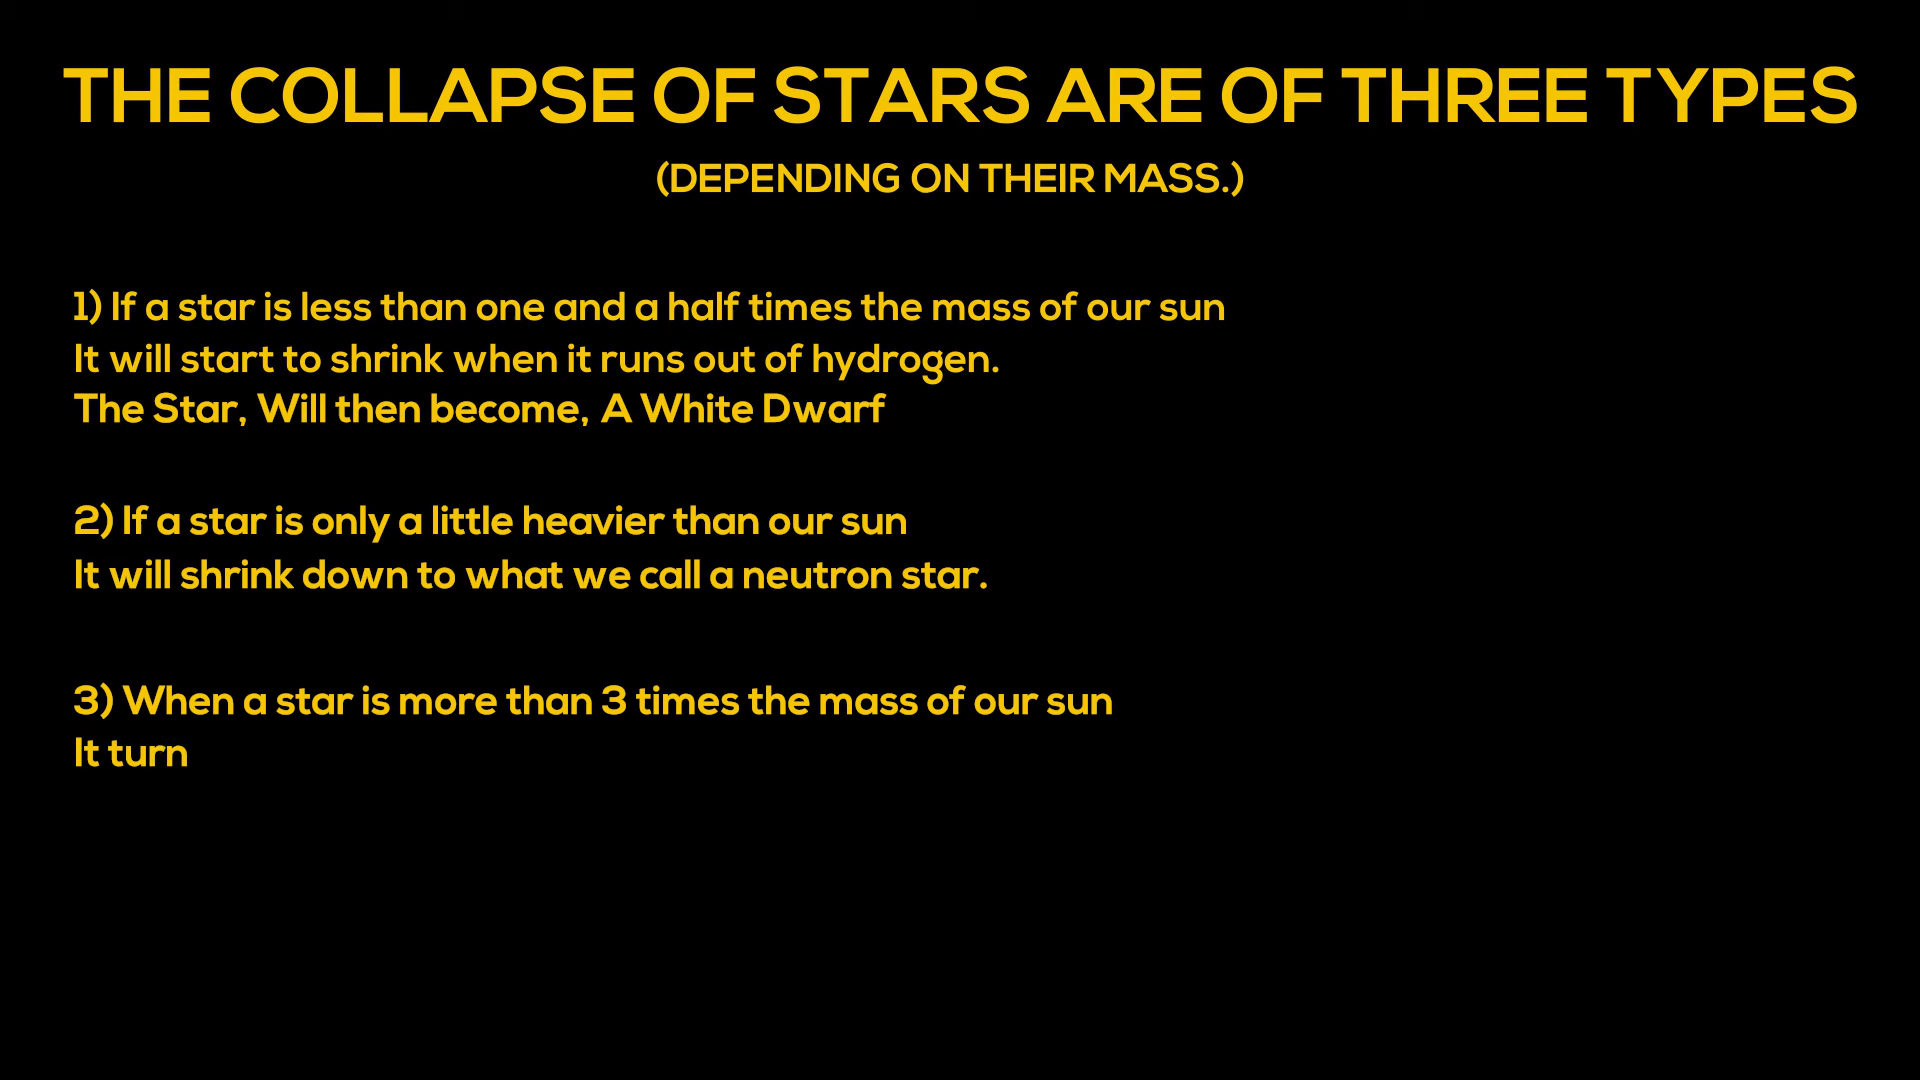 THE COLLAPSE OF STARS ARE OF THREE TYPES
(DEPENDING ON THEIR MASS.)
1) If a star is less than one and a half times the mass of our sun
It will start to shrink when it runs out of hydrogen.
The Star, Will then become, A White Dwarf
2) If a star is only a little heavier than our sun
It will shrink down to what we call a neutron star.
3) When a star is more than 3 times the mass of our sun
It turn